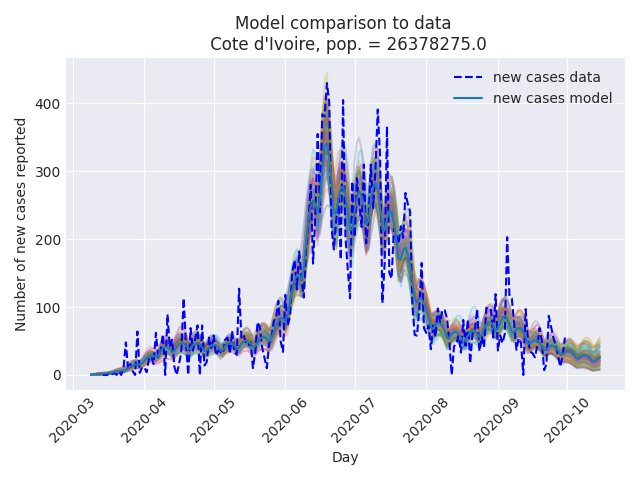 Model comparison to data
Cote d'Ivoire, pop. = 26378275.0
new cases data
new cases model
Number of new cases reported
400
300
200
100
0
2020-03
2020-04
2020-05
2020-06
2020-07
2020-08
2020-09
2020-10
Day